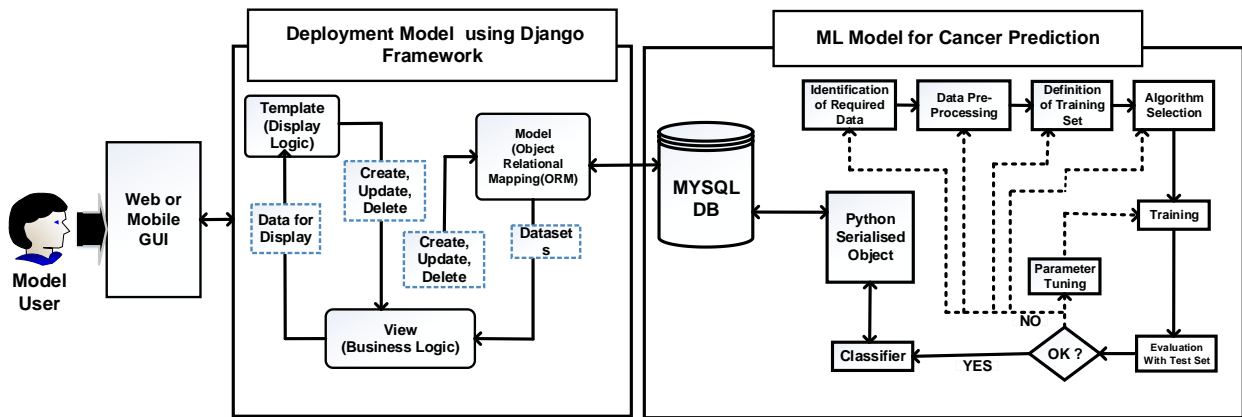 Deployment Model using Django
Framework
ML Model for Cancer Prediction
Model
User
Web or
Mobile
GUI
Template
(Display
Logic)
Data for
Display
Create,
Update,
Delete
Create,
Update,
Delete
Model
(Object
Relational
Mapping(ORM)
Dataset
s
View
(Business Logic)
MYSQL
DB
Python
Serialised
Object
Classifier
Identification
of Required
Data
Data Pre-
Processing
Definition
of Training
Set
Algorithm
Selection
Training
Parameter
Tuning
NO
OK ?
YES
Evaluation
With Test Set